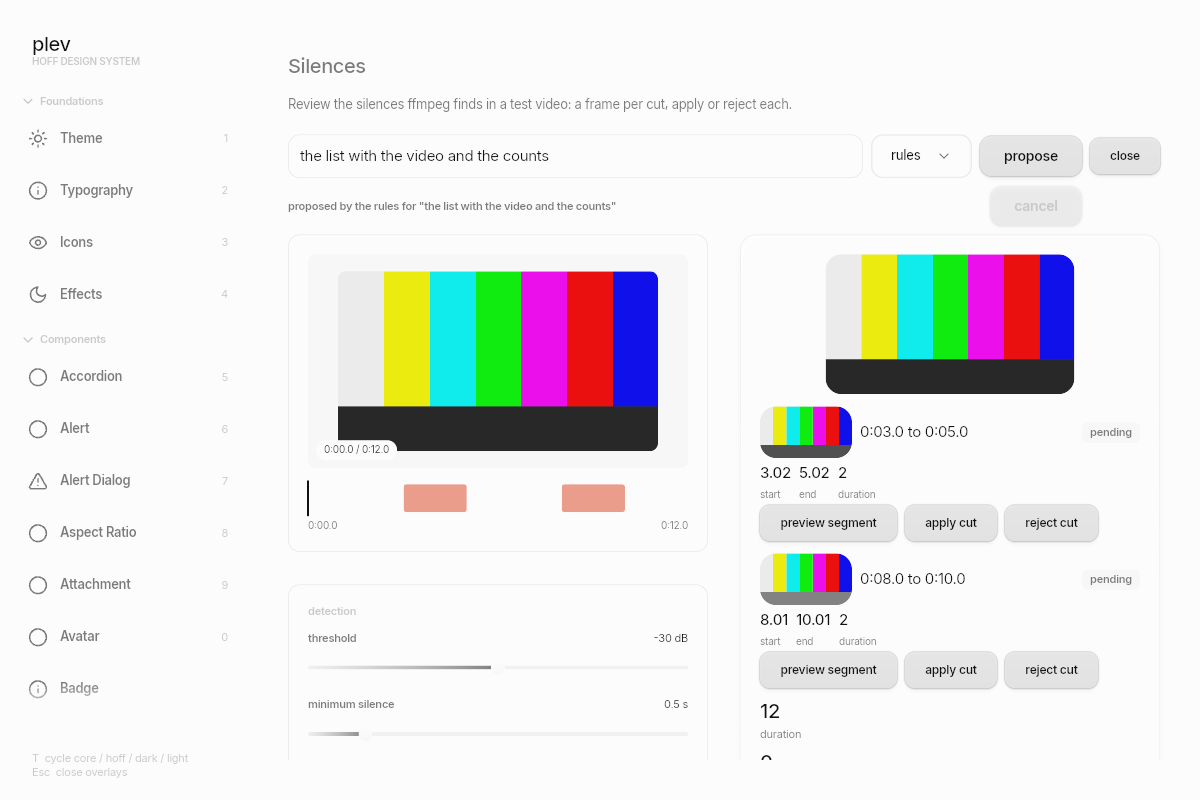 plev
HOFF DESIGN SYSTEM
Foundations
Theme 1
Typography 2
Icons 3
Effects 4
Components
Accordion 5
Alert 6
Alert Dialog 7
Aspect Ratio 8
Attachment 9
Avatar 0
Badge
T cycle core / hoff / dark / light
Esc close overlays
Silences
Review the silences ffmpeg finds in a test video: a frame per cut, apply or reject each.
the list with the video and the counts
rules
propose
close
proposed by the rules for "the list with the video and the counts"
cancel
0:00.0 / 0:12.0
0:00.0 0:12.0
detection
threshold -30 dB
minimum silence 0.5 s
0:03.0 to 0:05.0 pending
3.02 5.02 2
start end duration
preview segment apply cut reject cut
0:08.0 to 0:10.0 pending
8.01 10.01 2
start end duration
preview segment apply cut reject cut
12
duration